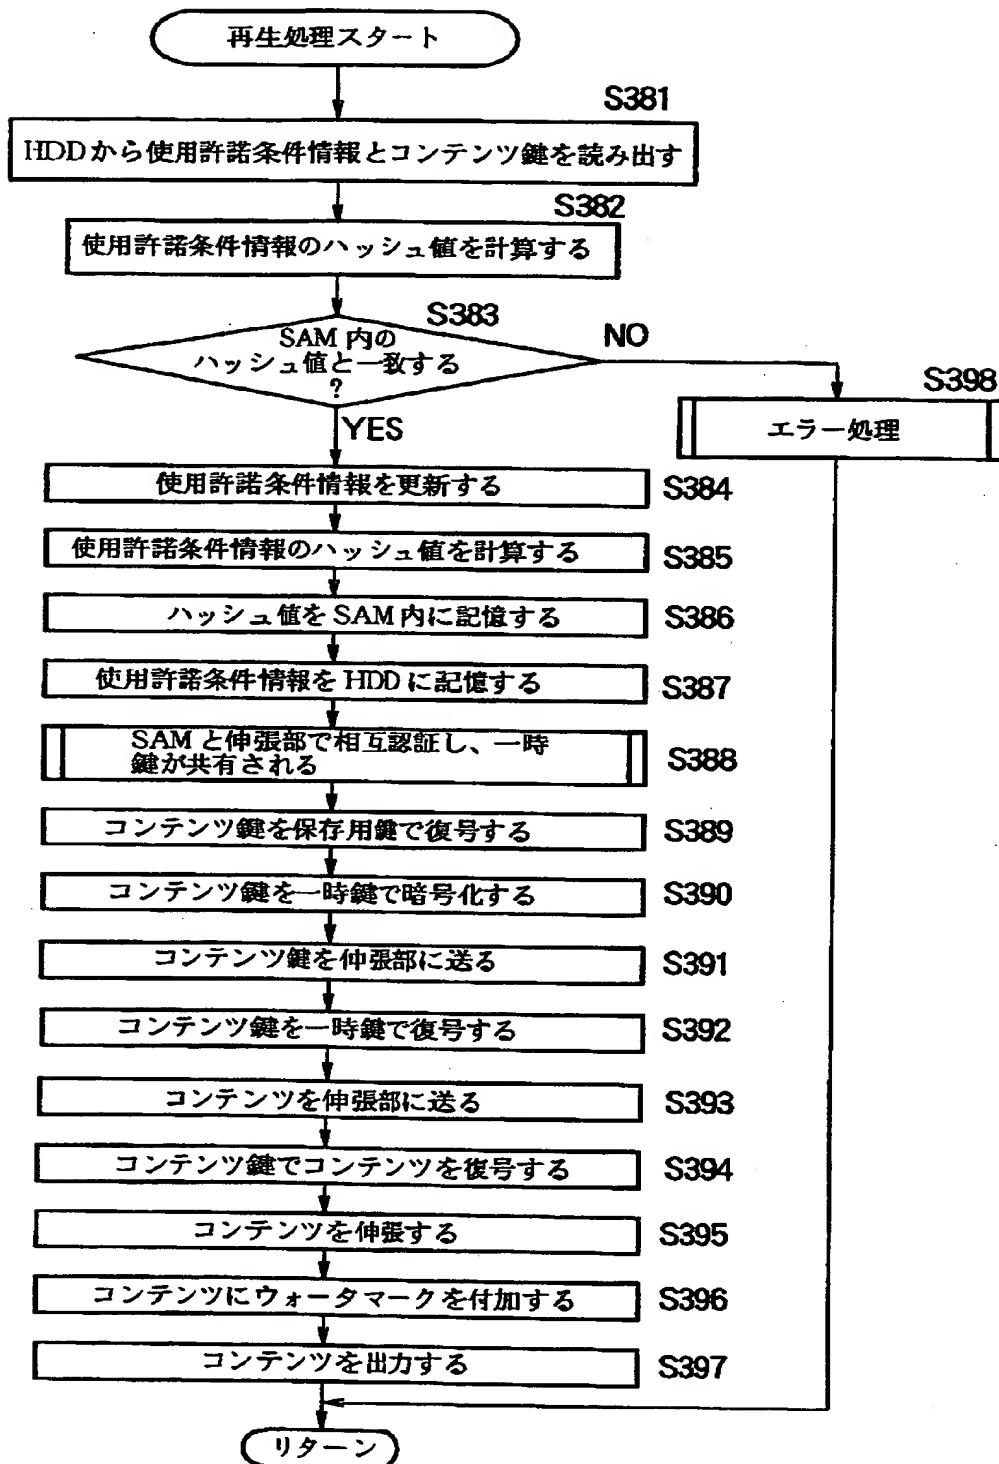 再生処理スタート
S381
HDDから使用許諾条件情報とコンテンツ鍵を読み出す
S382
使用許諾条件情報のハッシュ値を計算する
S383
SAM 内の
ハッシュ値と一致する
?
NO
YES
S398
エラー処理
使用許諾条件情報を更新する
S384
使用許諾条件情報のハッシュ値を計算する
S385
ハッシュ値を SAM 内に記憶する
S386
使用許諾条件情報を HDD に記憶する
S387
SAM と伸張部で相互認証し、一時
鍵が共有される
S388
コンテンツ鍵を保存用鍵で復号する
S389
コンテンツ鍵を一時鍵で暗号化する
S390
コンテンツ鍵を伸張部に送る
S391
コンテンツ鍵を一時鍵で復号する
S392
コンテンツを伸張部に送る
S393
コンテンツ鍵でコンテンツを復号する
S394
コンテンツを伸張する
S395
コンテンツにウォータマークを付加する
S396
コンテンツを出力する
S397
リターン